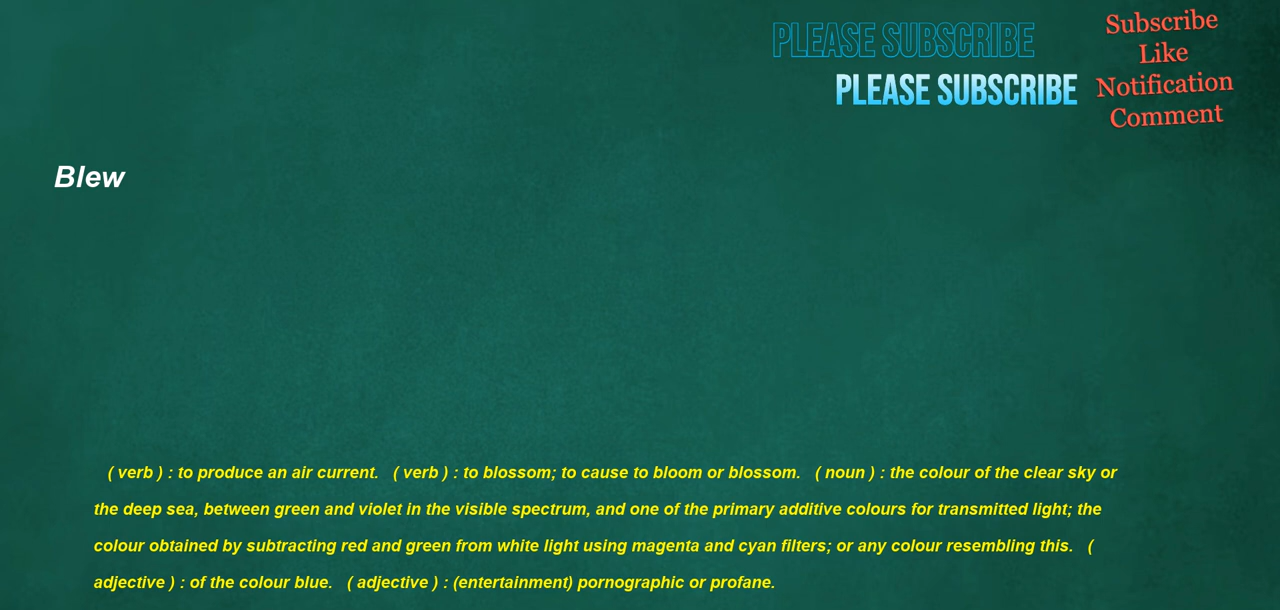 PLEASE SUBSCRIBE
PLEASE SUBSCRIBE
Subscribe
Like
Notification
Comment
Blew
( verb ) : to produce an air current. ( verb ) : to blossom; to cause to bloom or blossom. ( noun ) : the colour of the clear sky or
the deep sea, between green and violet in the visible spectrum, and one of the primary additive colours for transmitted light; the
colour obtained by subtracting red and green from white light using magenta and cyan filters; or any colour resembling this. (
adjective ) : of the colour blue. ( adjective ) : (entertainment) pornographic or profane.